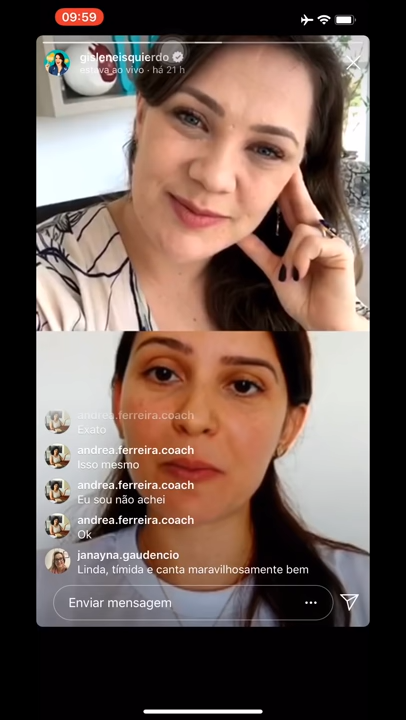 09:59
gisleneisquierdo
estava ao vivo · há 21 h
andrea.ferreira.coach
Exato
andrea.ferreira.coach
Isso mesmo
andrea.ferreira.coach
Eu sou não achei
andrea.ferreira.coach
Ok
janayna.gaudencio
Linda, tímida e canta maravilhosamente bem
Enviar mensagem